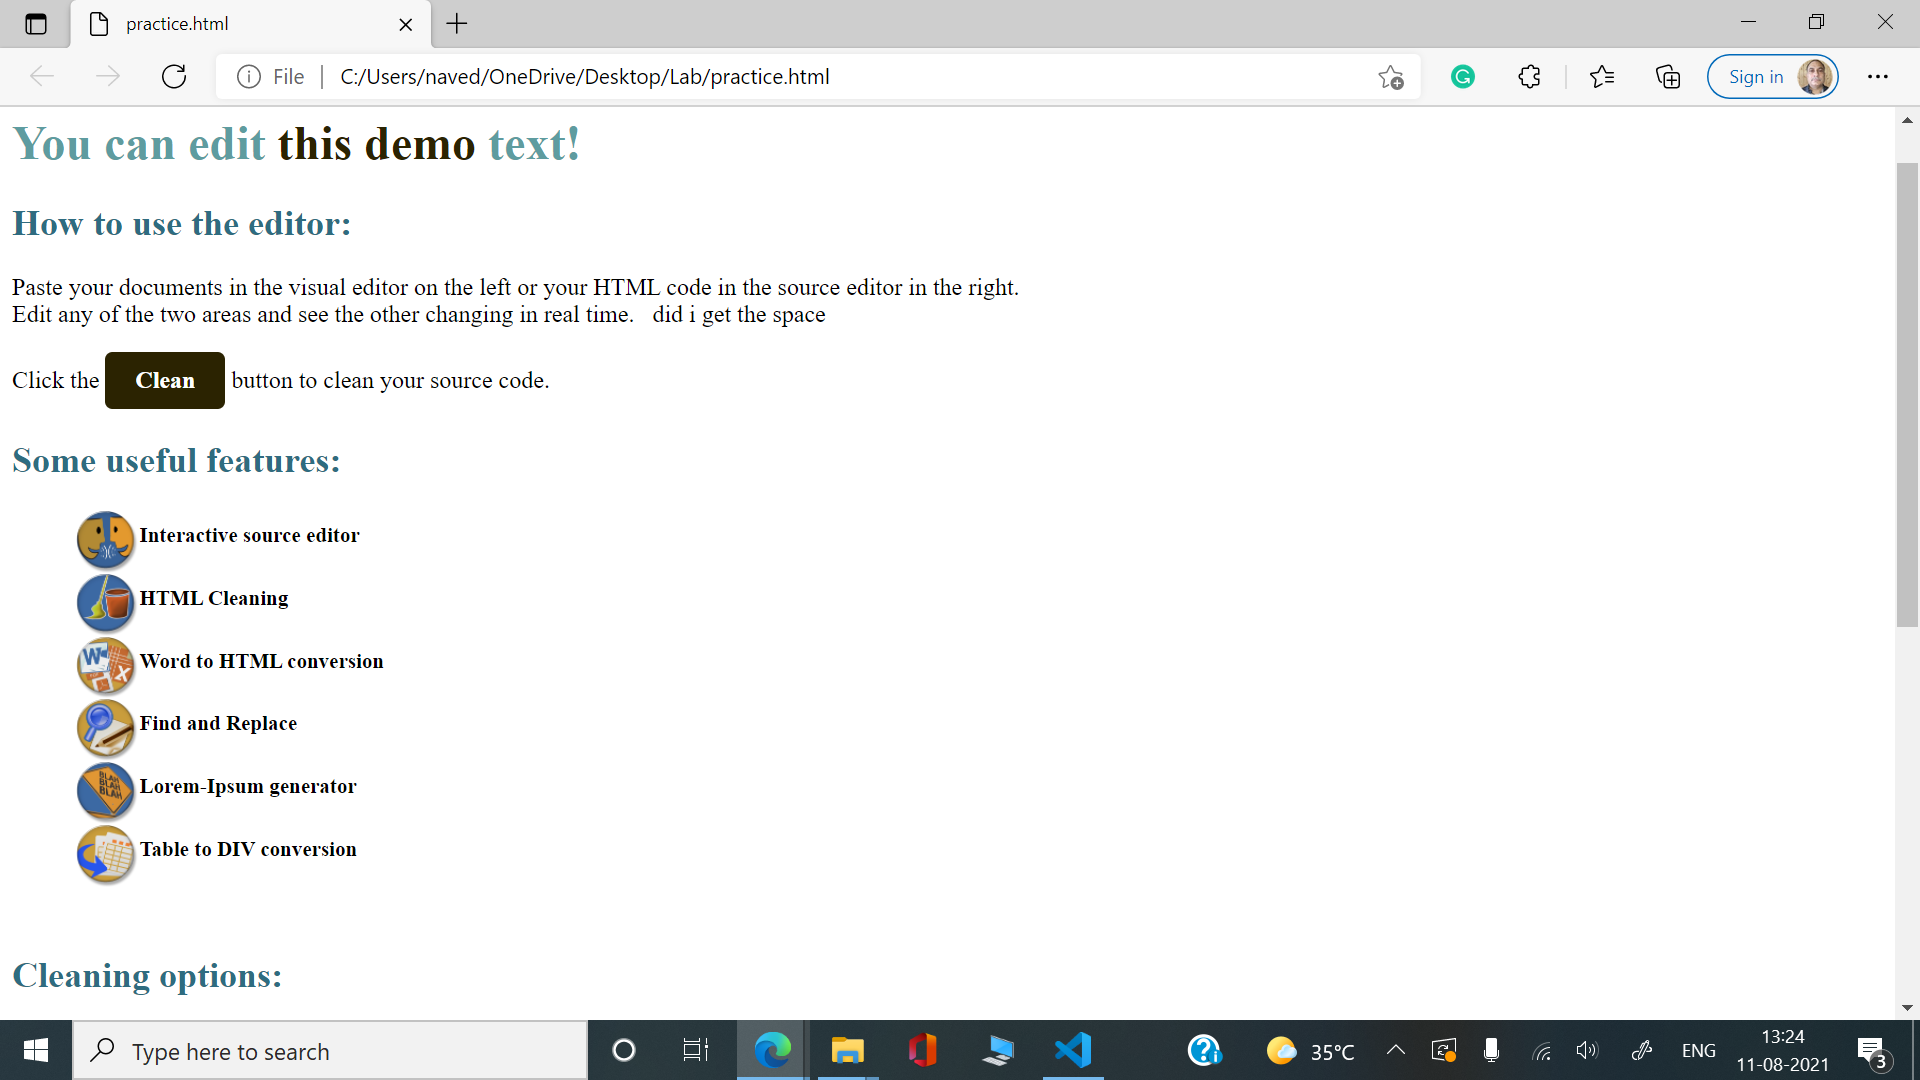 practice.html
File
C:/Users/naved/OneDrive/Desktop/Lab/practice.html
Sign in
You can edit this demo text!
How to use the editor:
Paste your documents in the visual editor on the left or your HTML code in the source editor in the right.
Edit any of the two areas and see the other changing in real time.   did i get the space
Click the Clean button to clean your source code.
Some useful features:
Interactive source editor
HTML Cleaning
W X Word to HTML conversion
Find and Replace
BLAH
BLAH
BLAH
Lorem-Ipsum generator
Table to DIV conversion
Cleaning options:
Type here to search
35°C
ENG
13:24
11-08-2021
3